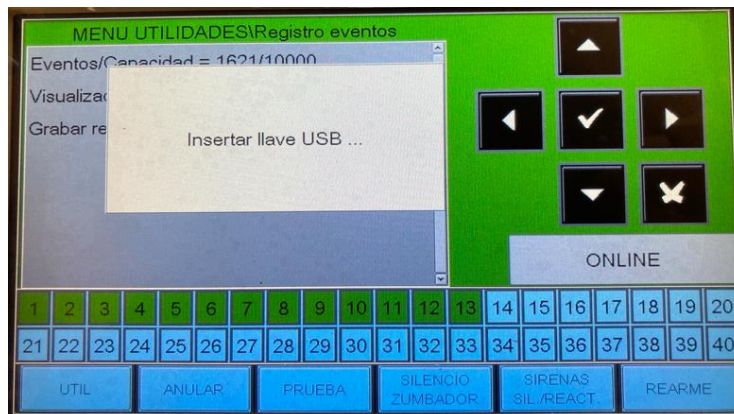 MENU UTILIDADES\Registro eventos
Eventos/Capacidad = 1621/10000
Visualizac
Grabar re
Insertar llave USB ...
ONLINE
1 2 3 4 5 6 7 8 9 10 11 12 13 14 15 16 17 18 19 20
21 22 23 24 25 26 27 28 29 30 31 32 33 34 35 36 37 38 39 40
UTIL ANULAR PRUEBA SILENCIO ZUMBADOR SIRENAS SIL./REACT. REARME